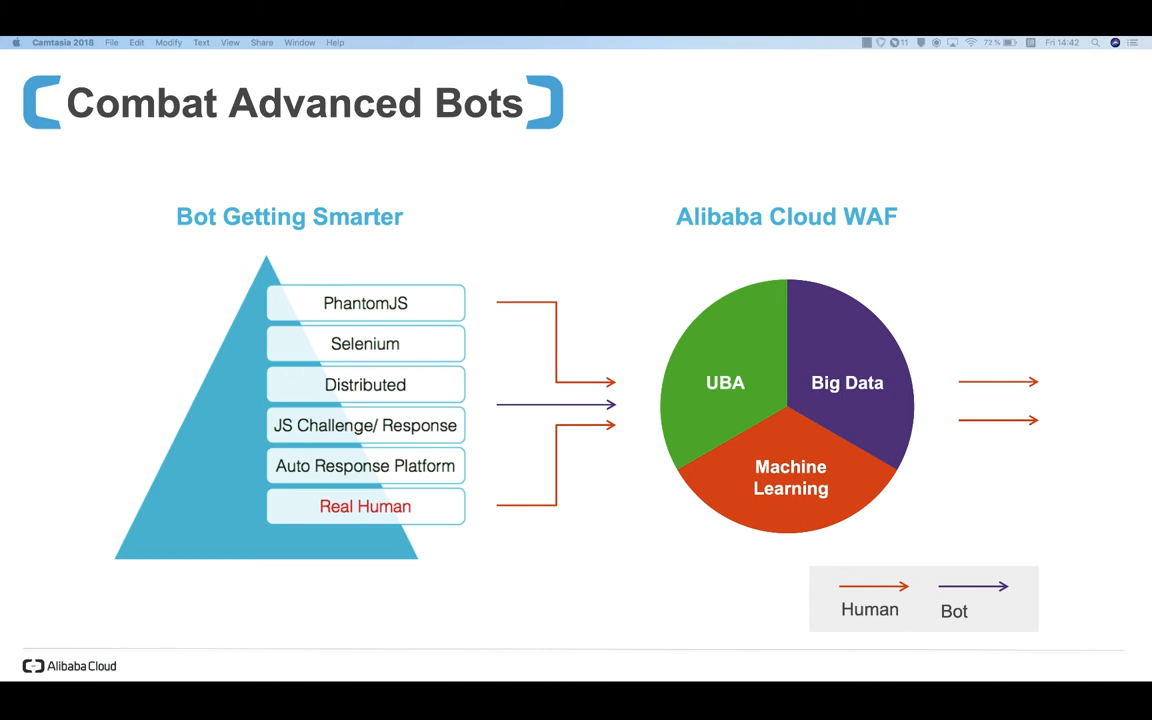 Camtasia 2018 File Edit Modify Text View Share Window Help 11 72% Fri 14:42
Combat Advanced Bots
Bot Getting Smarter
PhantomJS
Selenium
Distributed
JS Challenge/ Response
Auto Response Platform
Real Human
Alibaba Cloud WAF
UBA
Big Data
Machine
Learning
Human
Bot
Alibaba Cloud